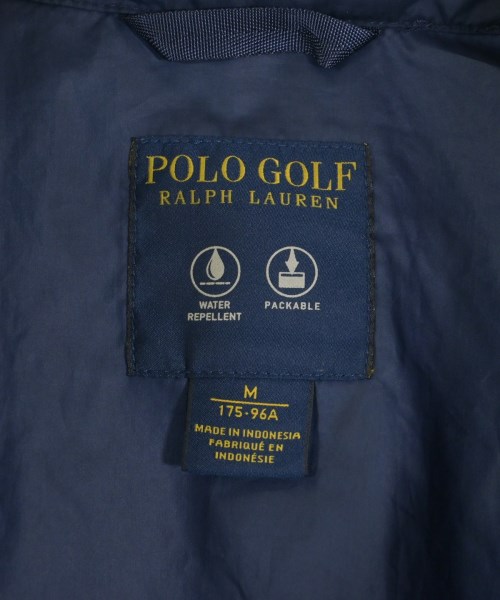 POLO GOLF
RALPH LAUREN
WATER
REPELLENT
PACKABLE
M
175-96A
MADE IN INDONESIA
FABRIQUÉ EN
INDONÉSIE